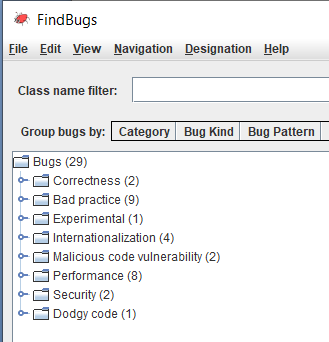 FindBugs
File Edit View Navigation Designation Help
Class name filter:
Group bugs by: Category Bug Kind Bug Pattern
Bugs (29)
Correctness (2)
Bad practice (9)
Experimental (1)
Internationalization (4)
Malicious code vulnerability (2)
Performance (8)
Security (2)
Dodgy code (1)